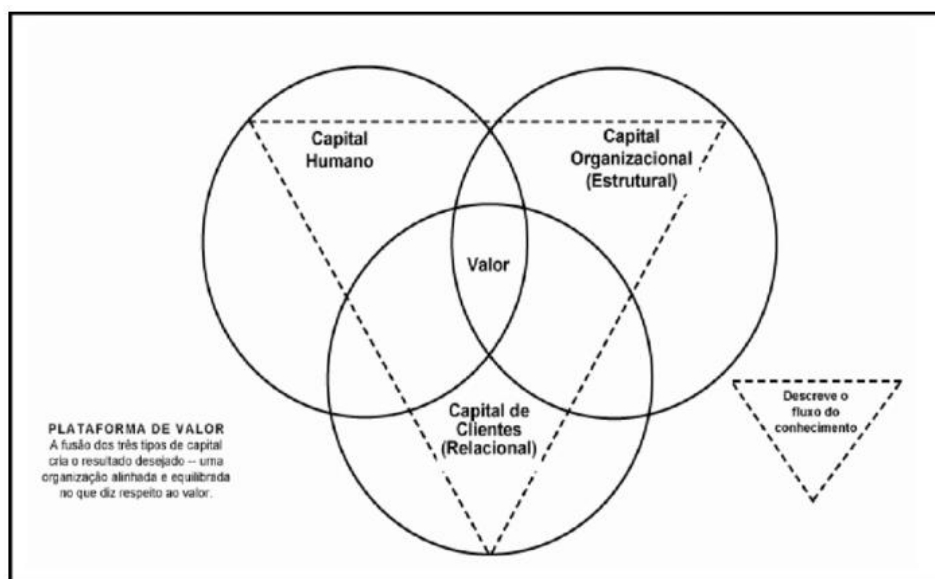 Capital
Humano
Capital
Organizacional
(Estrutural)
Valor
Capital de
Clientes
(Relacional)
Descreve o
fluxo do
conhecimento
PLATAFORMA DE VALOR
A fusão dos três tipos de capital
cria o resultado desejado -- uma
organização alinhada e equilibrada
no que diz respeito ao valor.